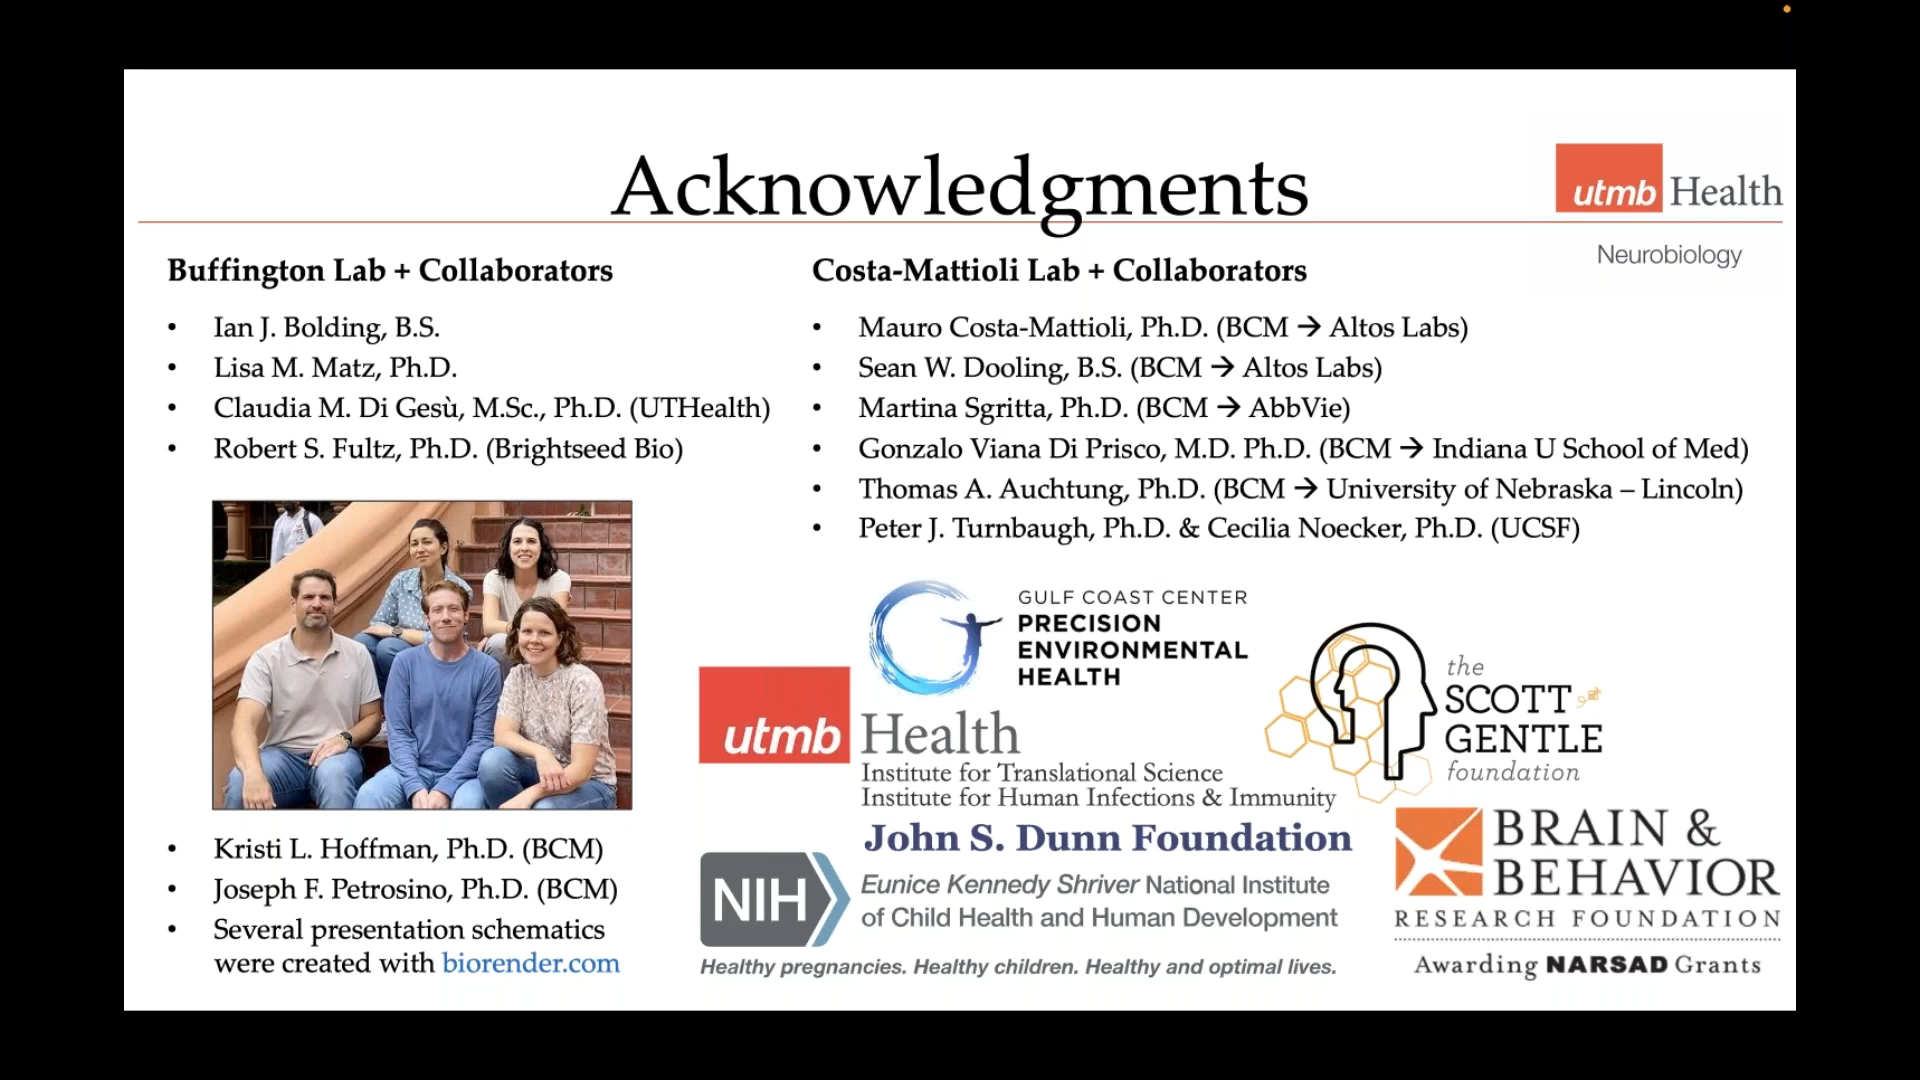 Acknowledgments
utmb Health
Neurobiology
Buffington Lab + Collaborators
• Ian J. Bolding, B.S.
• Lisa M. Matz, Ph.D.
• Claudia M. Di Gesù, M.Sc., Ph.D. (UTHealth)
• Robert S. Fultz, Ph.D. (Brightseed Bio)
• Kristi L. Hoffman, Ph.D. (BCM)
• Joseph F. Petrosino, Ph.D. (BCM)
• Several presentation schematics
were created with biorender.com
Costa-Mattioli Lab + Collaborators
• Mauro Costa-Mattioli, Ph.D. (BCM → Altos Labs)
• Sean W. Dooling, B.S. (BCM → Altos Labs)
• Martina Sgritta, Ph.D. (BCM → AbbVie)
• Gonzalo Viana Di Prisco, M.D. Ph.D. (BCM → Indiana U School of Med)
• Thomas A. Auchtung, Ph.D. (BCM → University of Nebraska – Lincoln)
• Peter J. Turnbaugh, Ph.D. & Cecilia Noecker, Ph.D. (UCSF)
GULF COAST CENTER
PRECISION
ENVIRONMENTAL
HEALTH
utmb Health
Institute for Translational Science
Institute for Human Infections & Immunity
the
SCOTT
GENTLE
foundation
John S. Dunn Foundation
NIH
Eunice Kennedy Shriver National Institute
of Child Health and Human Development
Healthy pregnancies. Healthy children. Healthy and optimal lives.
BRAIN &
BEHAVIOR
RESEARCH FOUNDATION
Awarding NARSAD Grants